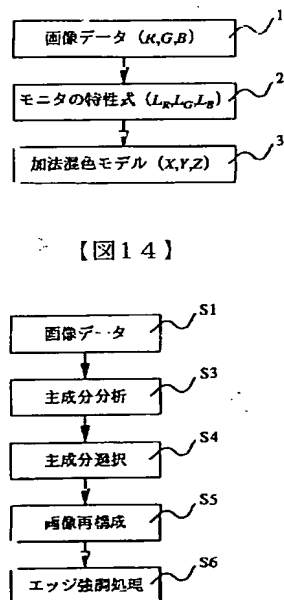 画像データ (R,G,B)
1
モニタの特性式 (L_R,L_G,L_B)
2
加法混色モデル (X,Y,Z)
3
【図14】
画像データ
S1
主成分分析
S3
主成分選択
S4
画像再構成
S5
エッジ強調処理
S6